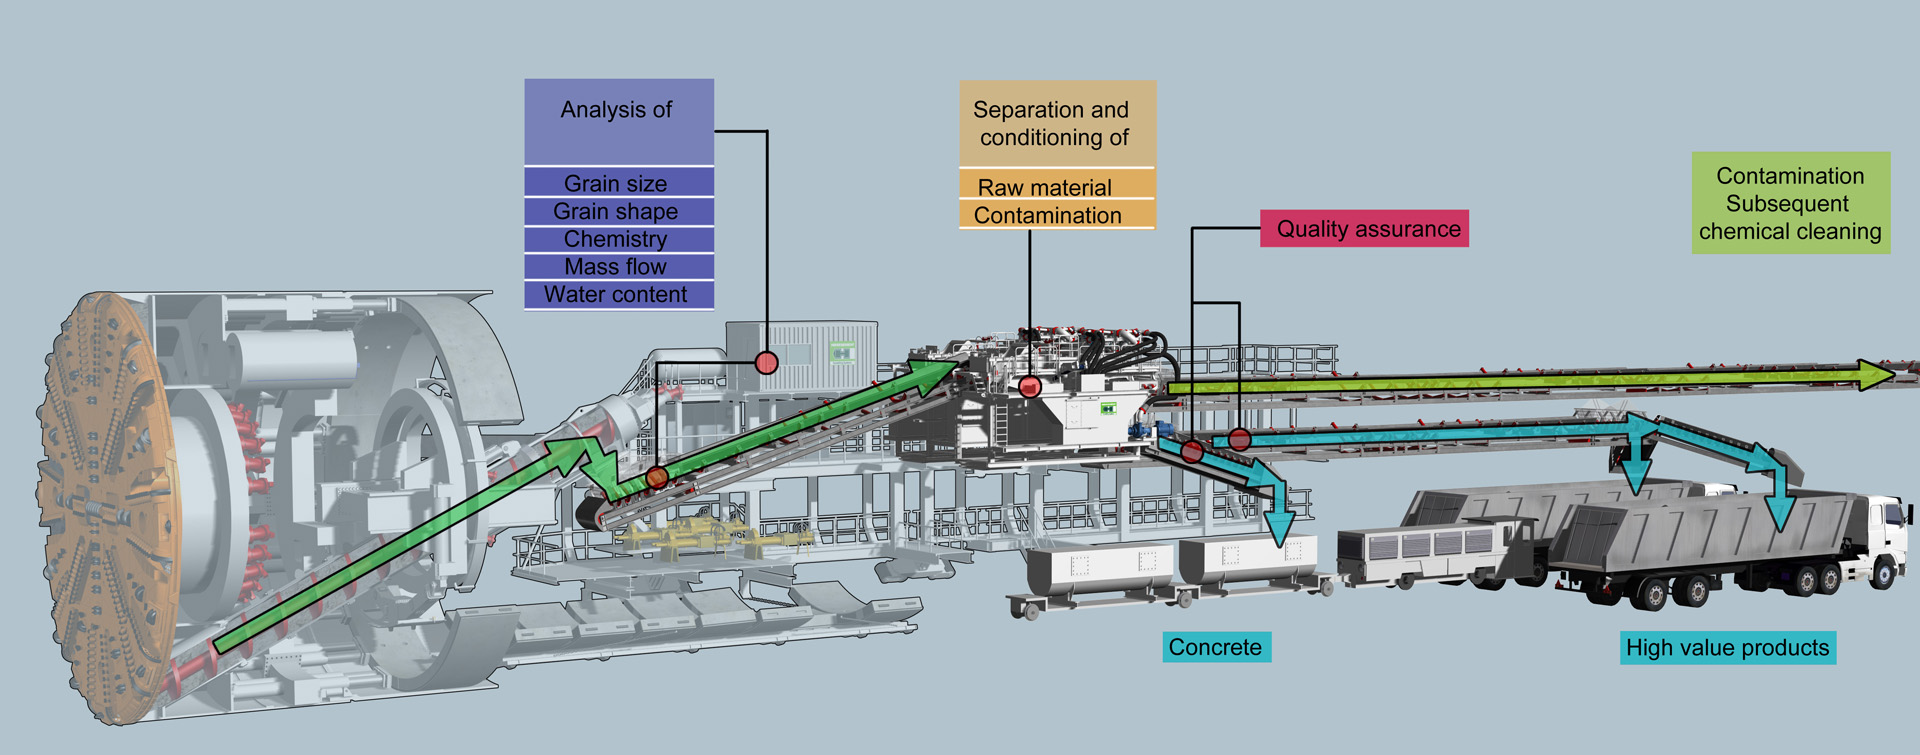 Analysis of
Grain size
Grain shape
Chemistry
Mass flow
Water content
Separation and
conditioning of
Raw material
Contamination
Quality assurance
Contamination
Subsequent
chemical cleaning
Concrete
High value products